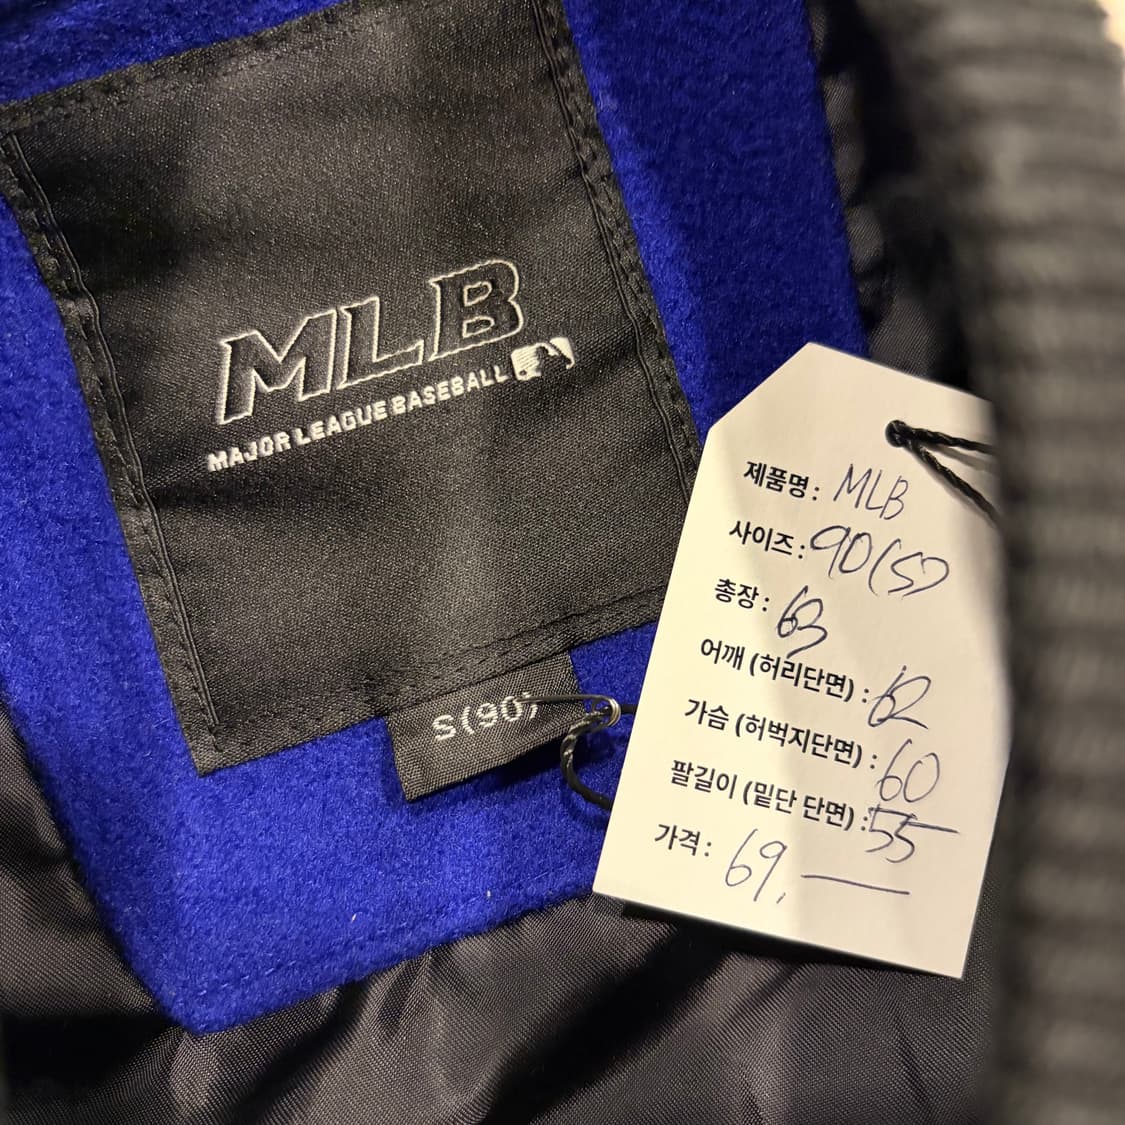 MLB
MAJOR LEAGUE BASEBALL
S(90)
제품명 : MLB
사이즈 : 90(S)
총장 : 63
어깨 (허리단면) : 62
가슴 (허벅지단면) : 60
팔길이 (밑단 단면) : 55
가격 : 69,—